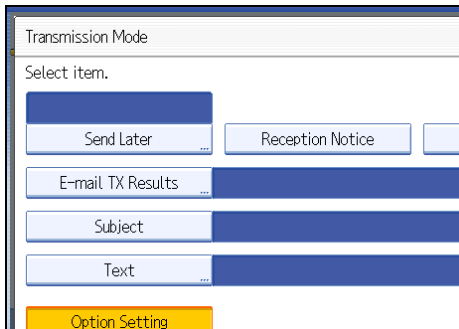 Transmission Mode
Select item.
Send Later
Reception Notice
E-mail TX Results
Subject
Text
Option Setting